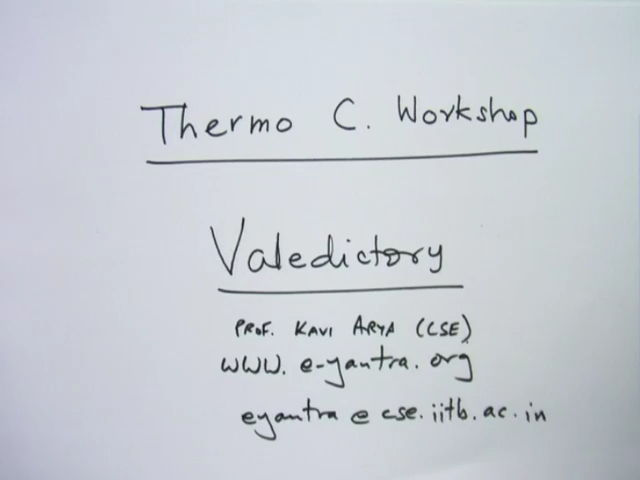 Thermo C. Workshop
Valedictory
PROF. KAVI ARYA (CSE)
www.e-yantra.org
eyantra@cse.iitb.ac.in